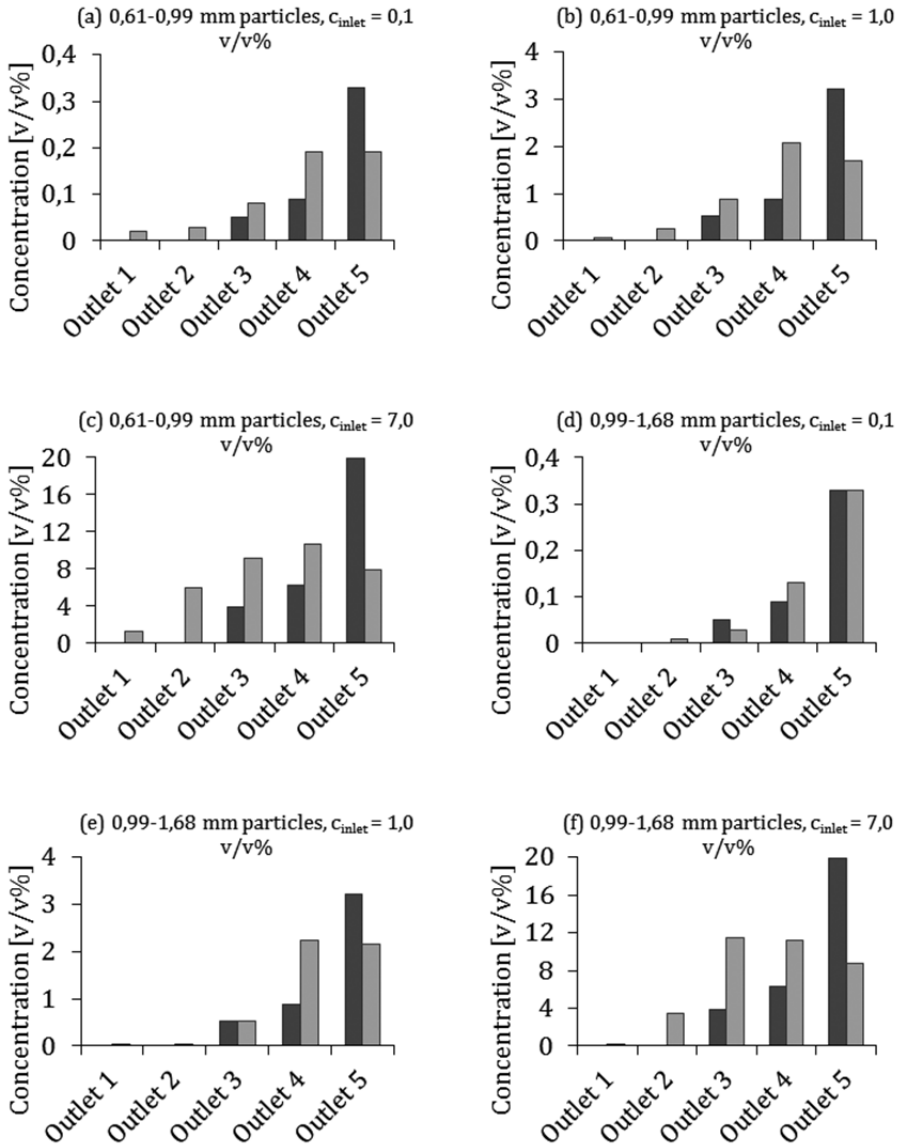 (a) 0,61-0,99 mm particles, c_inlet = 0,1
v/v%
Concentration [v/v%]
0,4
0,3
0,2
0,1
0
Outlet 1
Outlet 2
Outlet 3
Outlet 4
Outlet 5
(b) 0,61-0,99 mm particles, c_inlet = 1,0
v/v%
Concentration [v/v%]
4
3
2
1
0
Outlet 1
Outlet 2
Outlet 3
Outlet 4
Outlet 5
(c) 0,61-0,99 mm particles, c_inlet = 7,0
v/v%
Concentration [v/v%]
20
16
12
8
4
0
Outlet 1
Outlet 2
Outlet 3
Outlet 4
Outlet 5
(d) 0,99-1,68 mm particles, c_inlet = 0,1
v/v%
Concentration [v/v%]
0,4
0,3
0,2
0,1
0
Outlet 1
Outlet 2
Outlet 3
Outlet 4
Outlet 5
(e) 0,99-1,68 mm particles, c_inlet = 1,0
v/v%
Concentration [v/v%]
4
3
2
1
0
Outlet 1
Outlet 2
Outlet 3
Outlet 4
Outlet 5
(f) 0,99-1,68 mm particles, c_inlet = 7,0
v/v%
Concentration [v/v%]
20
16
12
8
4
0
Outlet 1
Outlet 2
Outlet 3
Outlet 4
Outlet 5